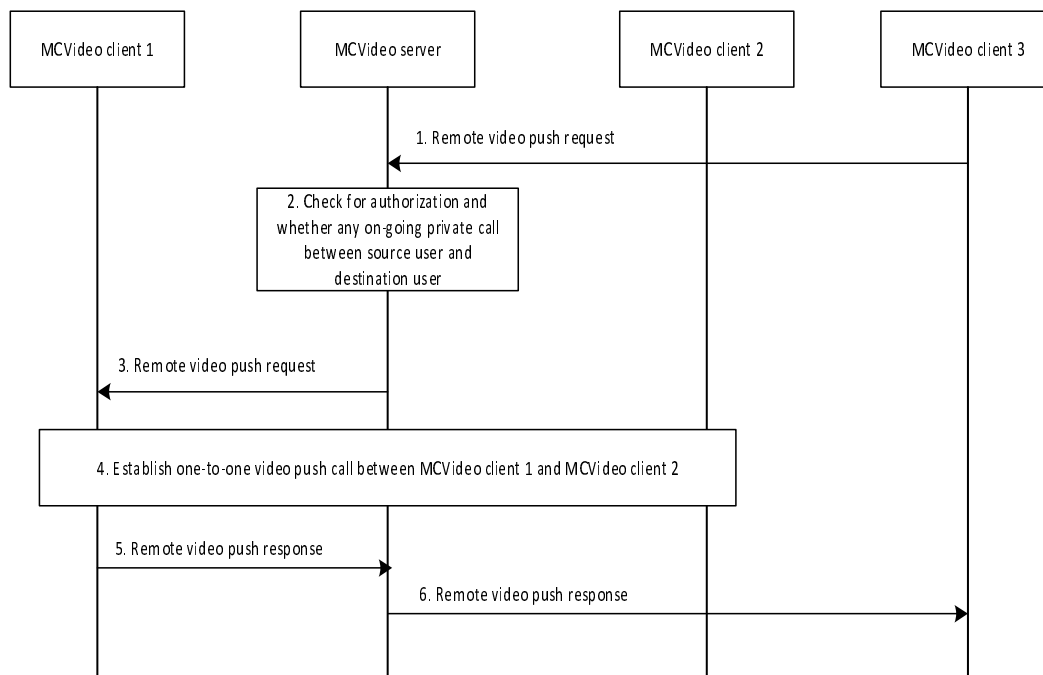 MCVideo client 1
MCVideo server
MCVideo client 2
MCVideo client 3
1. Remote video push request
2. Check for authorization and
whether any on-going private call
between source user and
destination user
3. Remote video push request
4. Establish one-to-one video push call between MCVideo client 1 and MCVideo client 2
5. Remote video push response
6. Remote video push response